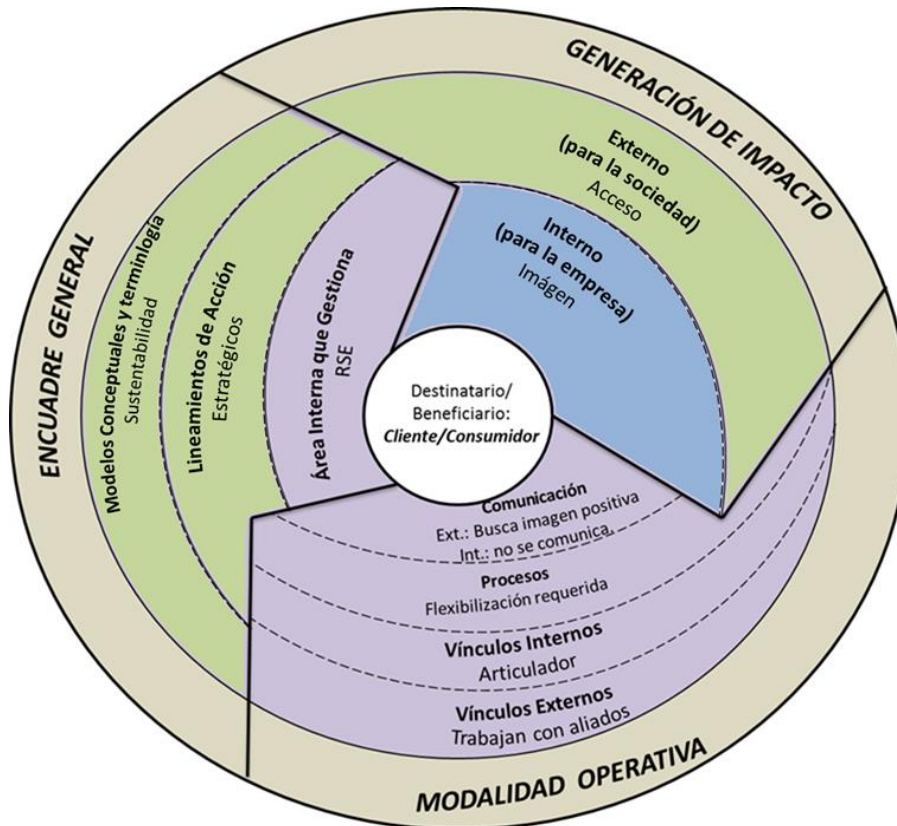 GENERACIÓN DE IMPACTO
Externo
(para la sociedad)
Acceso
Interno
(para la empresa)
Imágen
ENCUADRE GENERAL
Modelos Conceptuales y terminlogía
Sustentabilidad
Lineamientos de Acción
Estratégicos
Área Interna que Gestiona
RSE
Destinatario/
Beneficiario:
Cliente/Consumidor
Comunicación
Ext.: Busca imagen positiva
Int.: no se comunica
Procesos
Flexibilización requerida
Vínculos Internos
Articulador
Vínculos Externos
Trabajan con aliados
MODALIDAD OPERATIVA